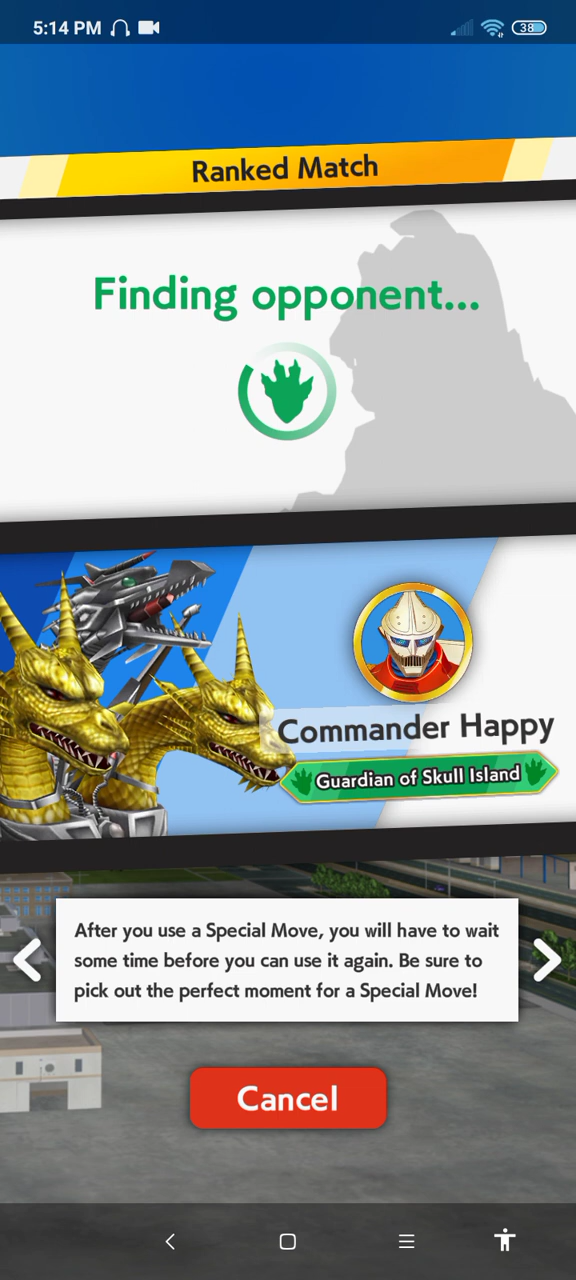 5:14 PM
38
Ranked Match
Finding opponent...
Commander Happy
Guardian of Skull Island
After you use a Special Move, you will have to wait
some time before you can use it again. Be sure to
pick out the perfect moment for a Special Move!
Cancel